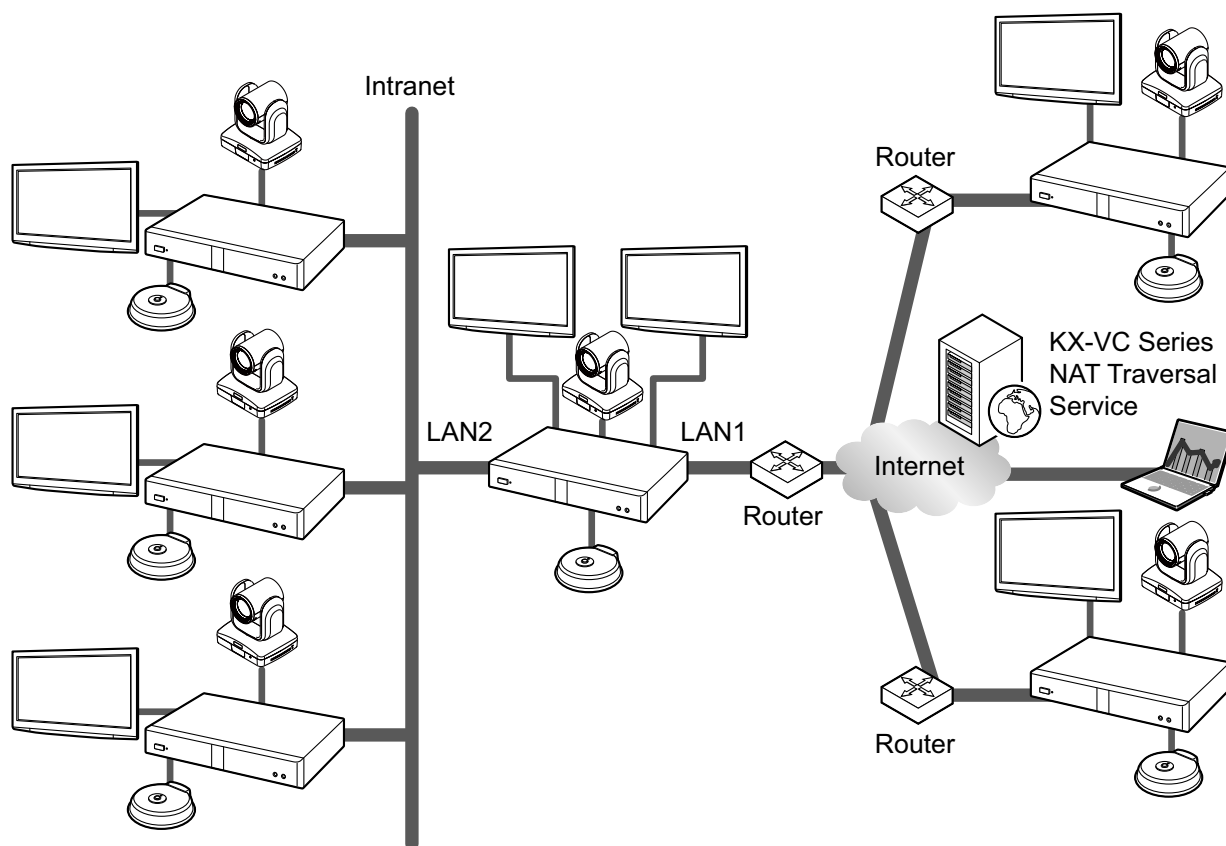 Intranet
Router
KX-VC Series
NAT Traversal
Service
LAN2
LAN1
Internet
Router
Router